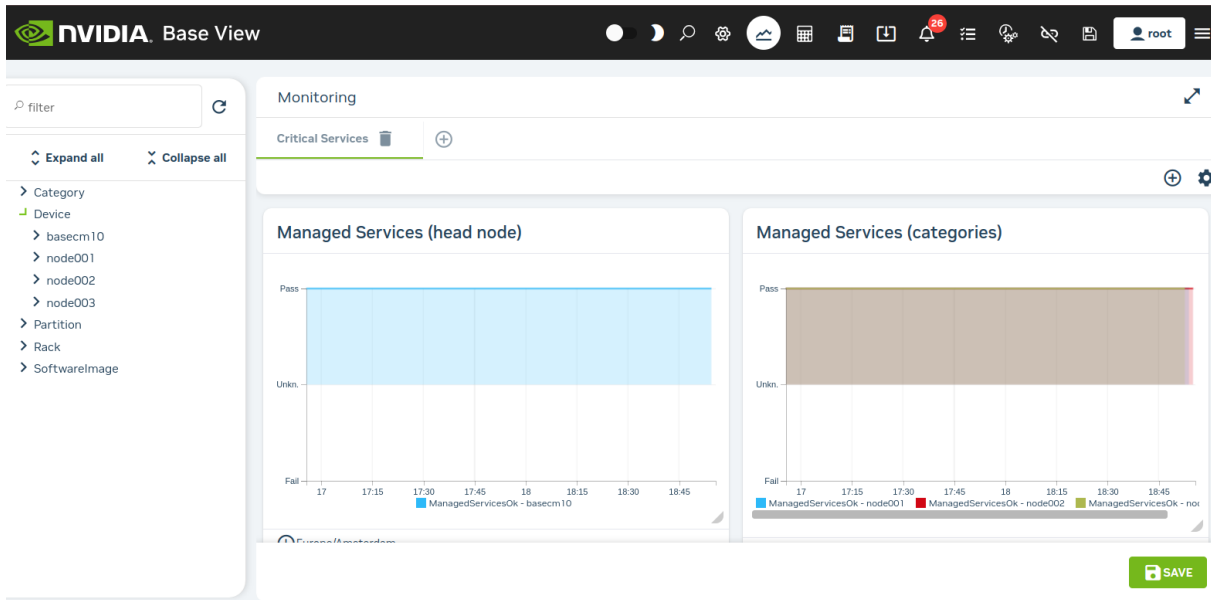 NVIDIA. Base View
26
root
filter
Expand all
Collapse all
Category
Device
basecm10
node001
node002
node003
Partition
Rack
SoftwareImage
Monitoring
Critical Services
Managed Services (head node)
Pass
Unkn.
Fail
17 17:15 17:30 17:45 18 18:15 18:30 18:45
ManagedServicesOk - basecm10
Europe/Amsterdam
Managed Services (categories)
Pass
Unkn.
Fail
17 17:15 17:30 17:45 18 18:15 18:30 18:45
ManagedServicesOk - node001 ManagedServicesOk - node002 ManagedServicesOk -
SAVE